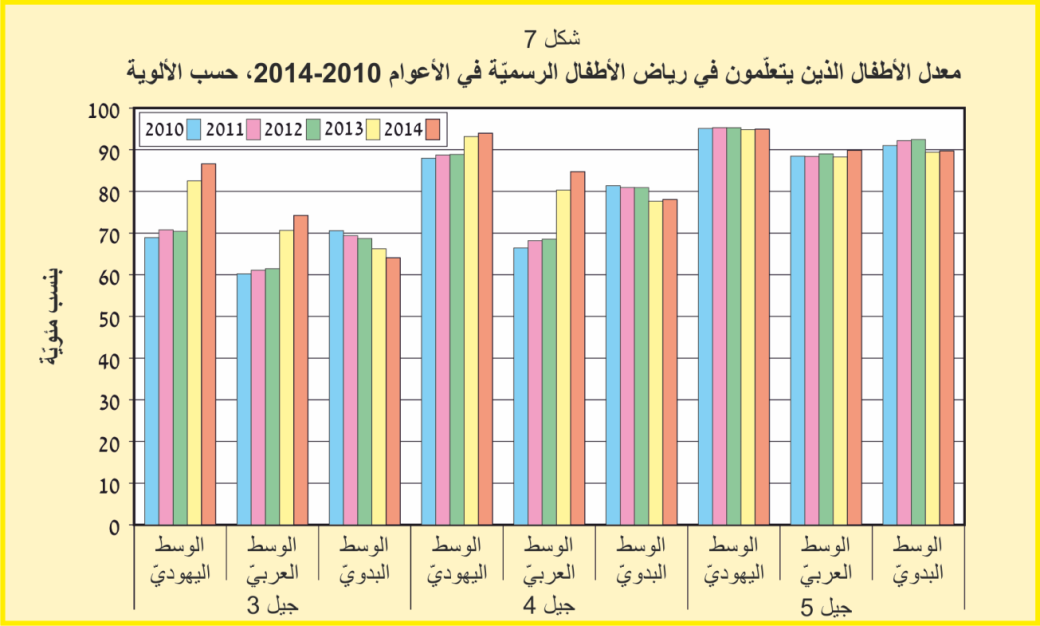 شكل 7
معدل الأطفال الذين يتعلّمون في رياض الأطفال الرسميّة في الأعوام 2010-2014، حسب الألوية
2010 2011 2012 2013 2014
100
90
80
70
60
50
40
30
20
10
0
بنسب مئويّة
الوسط اليهوديّ
الوسط العربيّ
الوسط البدويّ
جيل 3
الوسط اليهوديّ
الوسط العربيّ
الوسط البدويّ
جيل 4
الوسط اليهوديّ
الوسط العربيّ
الوسط البدويّ
جيل 5